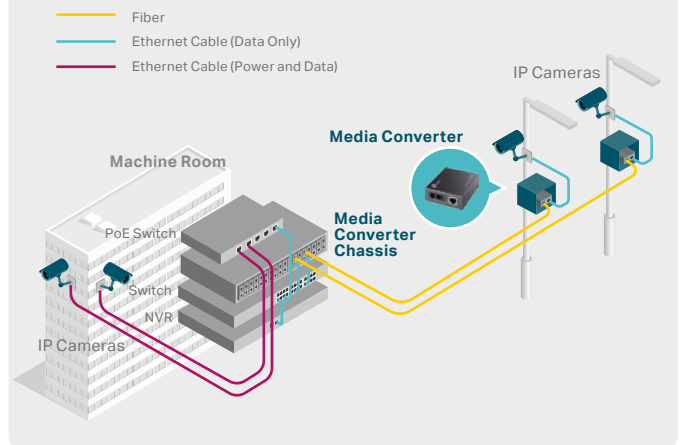 Fiber
Ethernet Cable (Data Only)
Ethernet Cable (Power and Data)
IP Cameras
Media Converter
Machine Room
PoE Switch
Media
Converter
Chassis
Switch
NVR
IP Cameras